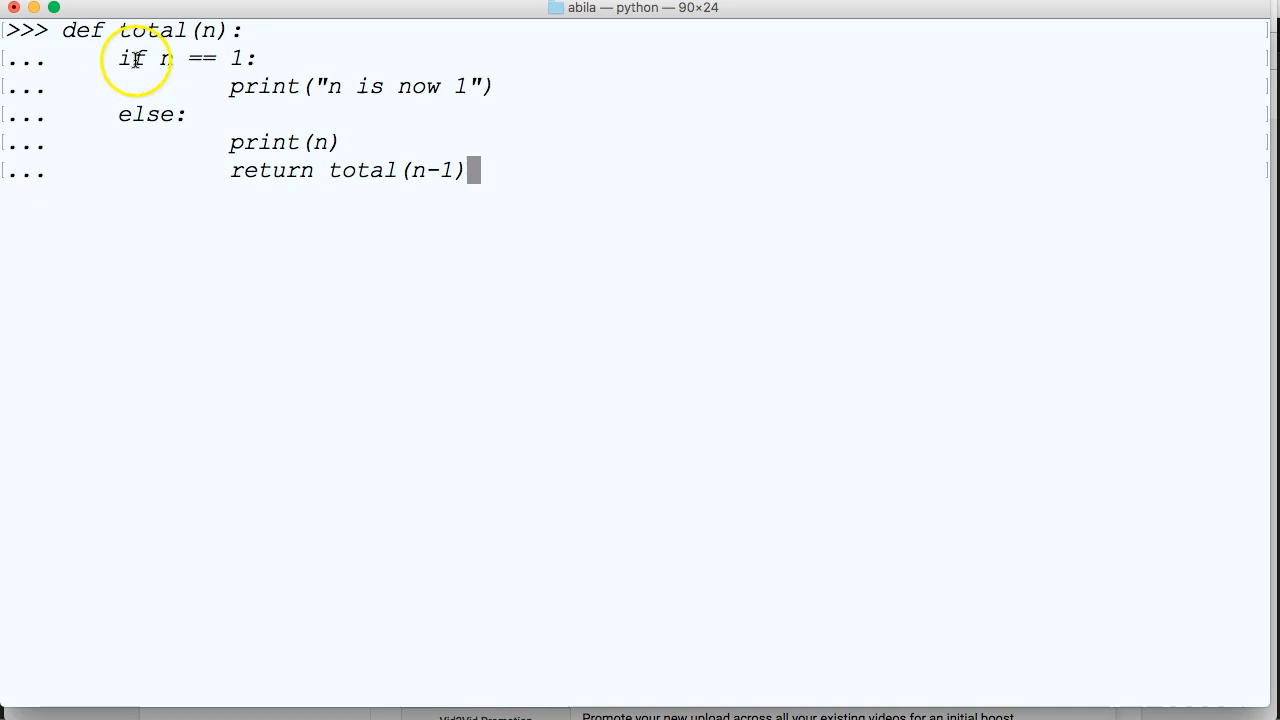 abila — python — 90×24
>>> def total(n):
... if n == 1:
... print("n is now 1")
... else:
... print(n)
... return total(n-1)
Promote your new upload across all your existing videos for an initial boost